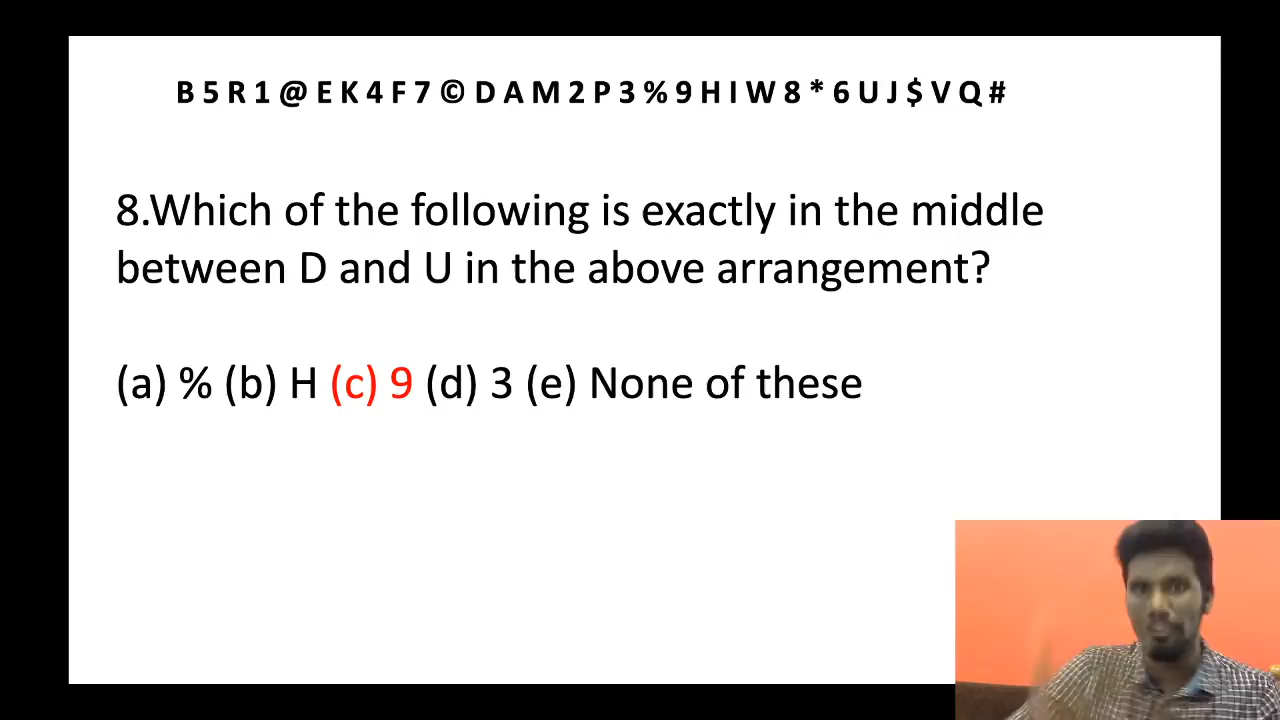 B 5 R 1 @ E K 4 F 7 © D A M 2 P 3 % 9 H I W 8 * 6 U J $ V Q #
8.Which of the following is exactly in the middle
between D and U in the above arrangement?
(a) % (b) H (c) 9 (d) 3 (e) None of these